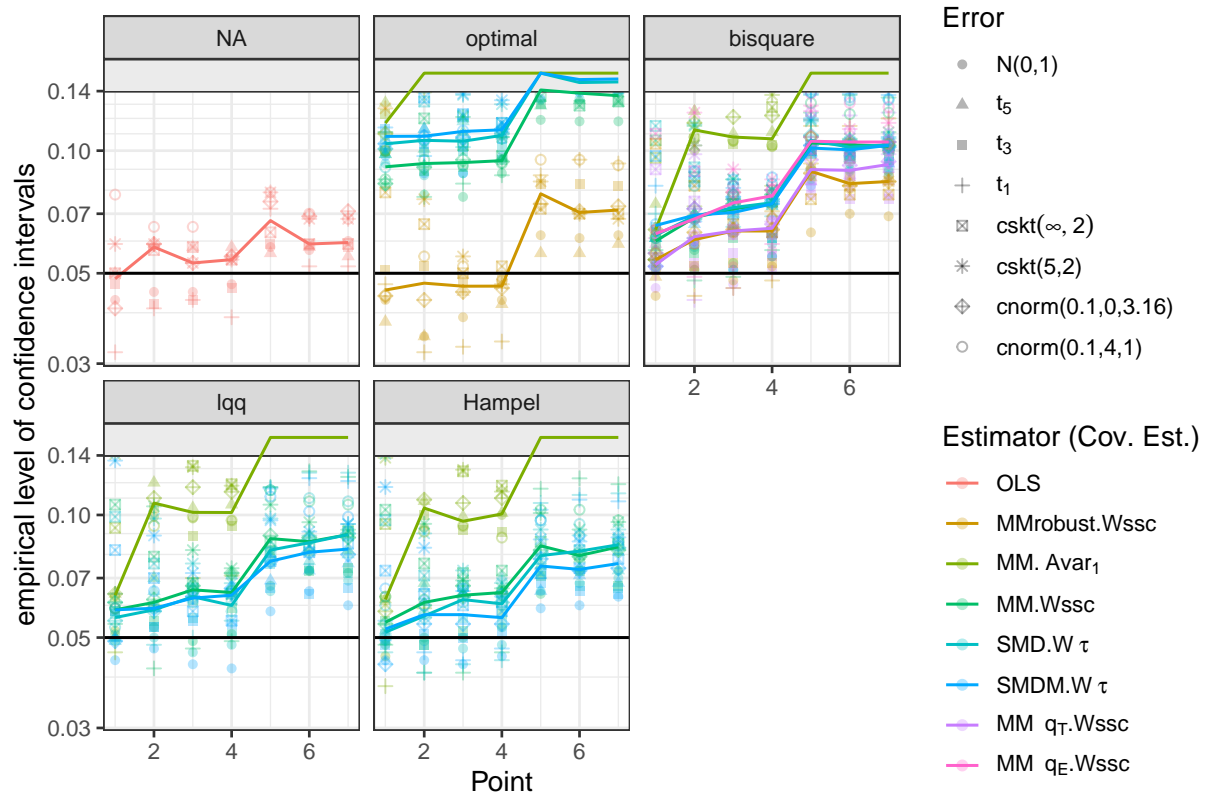 NA
optimal
bisquare
0.14
0.10
0.07
0.05
0.03
2
4
6
lqq
Hampel
0.14
0.10
0.07
0.05
0.03
2
4
6
2
4
6
Point
empirical level of confidence intervals
Error
N(0,1)
t5
t3
t1
cskt(∞, 2)
cskt(5,2)
cnorm(0.1,0,3.16)
cnorm(0.1,4,1)
Estimator (Cov. Est.)
OLS
MMrobust.Wssc
MM. Avar1
MM.Wssc
SMD.W τ
SMDM.W τ
MM qT.Wssc
MM qE.Wssc